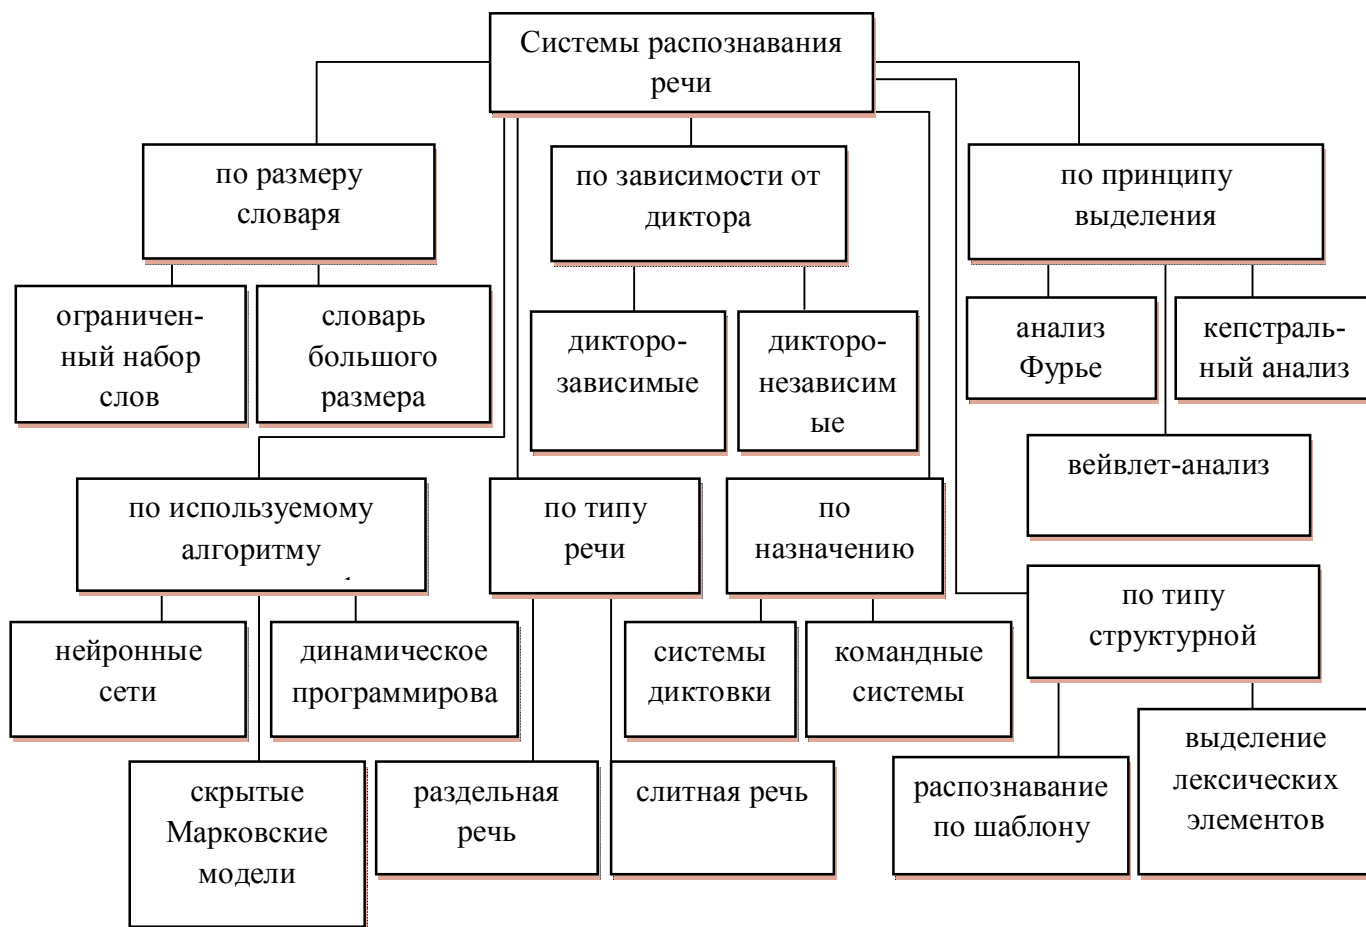 Системы распознавания
речи
по размеру
словаря
по зависимости от
диктора
по принципу
выделения
ограничен-
ный набор
слов
словарь
большого
размера
дикторо-
зависимые
дикторо-
независим
ые
анализ
Фурье
кепстраль-
ный анализ
вейвлет-анализ
по используемому
алгоритму
по типу
речи
по
назначению
по типу
структурной
нейронные
сети
динамическое
программирова
системы
диктовки
командные
системы
скрытые
Марковские
модели
раздельная
речь
слитная речь
распознавание
по шаблону
выделение
лексических
элементов